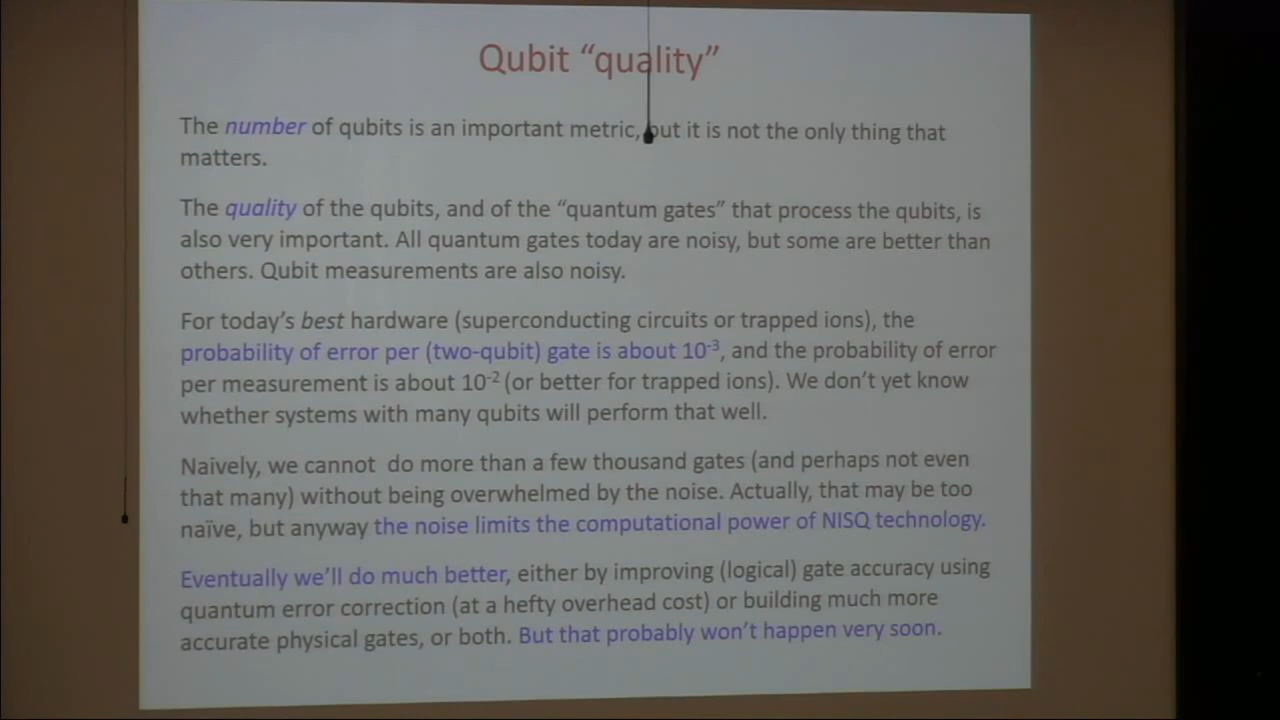 Qubit “quality”
The number of qubits is an important metric, but it is not the only thing that
matters.
The quality of the qubits, and of the “quantum gates” that process the qubits, is
also very important. All quantum gates today are noisy, but some are better than
others. Qubit measurements are also noisy.
For today’s best hardware (superconducting circuits or trapped ions), the
probability of error per (two-qubit) gate is about 10⁻³, and the probability of error
per measurement is about 10⁻² (or better for trapped ions). We don’t yet know
whether systems with many qubits will perform that well.
Naively, we cannot do more than a few thousand gates (and perhaps not even
that many) without being overwhelmed by the noise. Actually, that may be too
naïve, but anyway the noise limits the computational power of NISQ technology.
Eventually we’ll do much better, either by improving (logical) gate accuracy using
quantum error correction (at a hefty overhead cost) or building much more
accurate physical gates, or both. But that probably won’t happen very soon.